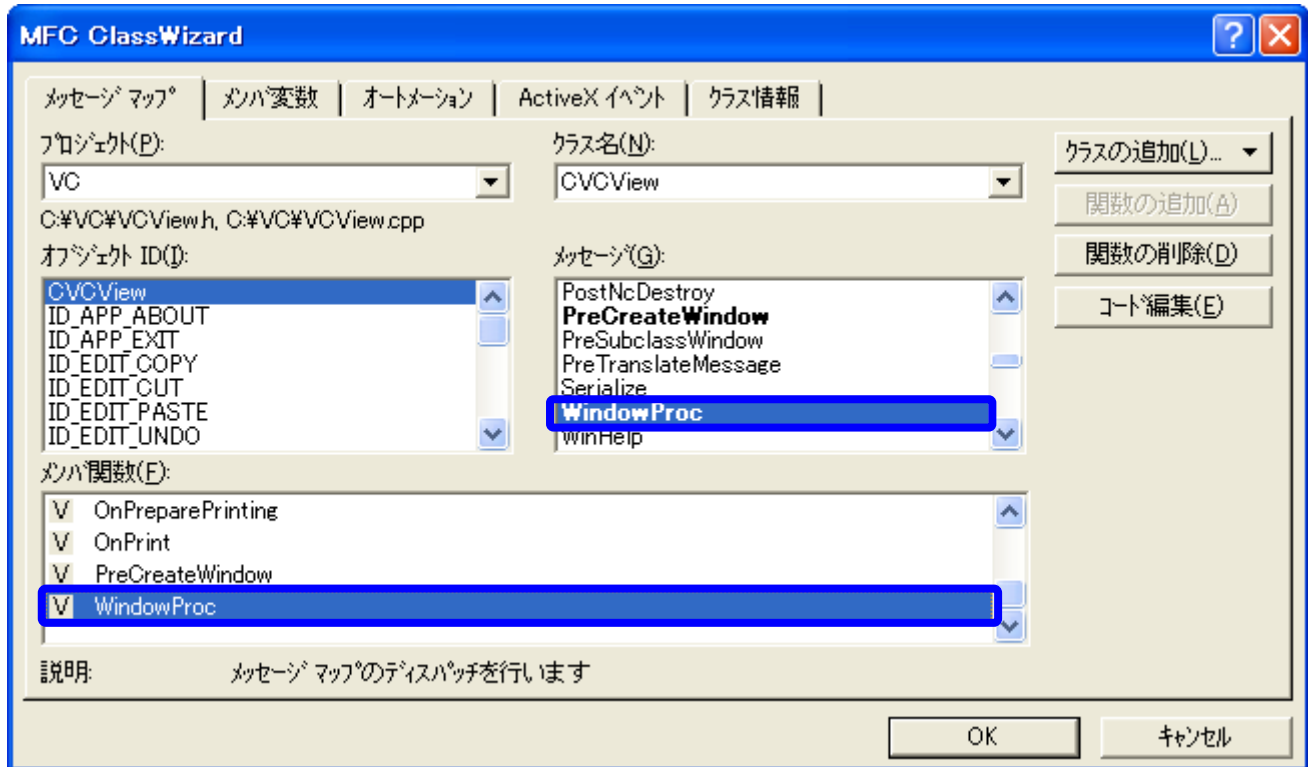 MFC ClassWizard
メッセージ マップ メンバ変数 オートメーション ActiveX イベント クラス情報
プロジェクト(P): クラス名(N):
クラスの追加(L)...
VC CVCView
関数の追加(A)
C:¥VC¥VCView.h, C:¥VC¥VCView.cpp
オブジェクト ID(I): メッセージ(G):
関数の削除(D)
CVCView PostNcDestroy
コード編集(E)
ID_APP_ABOUT PreCreateWindow
ID_APP_EXIT PreSubclassWindow
ID_EDIT_COPY PreTranslateMessage
ID_EDIT_CUT Serialize
ID_EDIT_PASTE WindowProc
ID_EDIT_UNDO WinHelp
メンバ関数(F):
V OnPreparePrinting
V OnPrint
V PreCreateWindow
V WindowProc
説明: メッセージ マップのディスパッチを行います
OK キャンセル